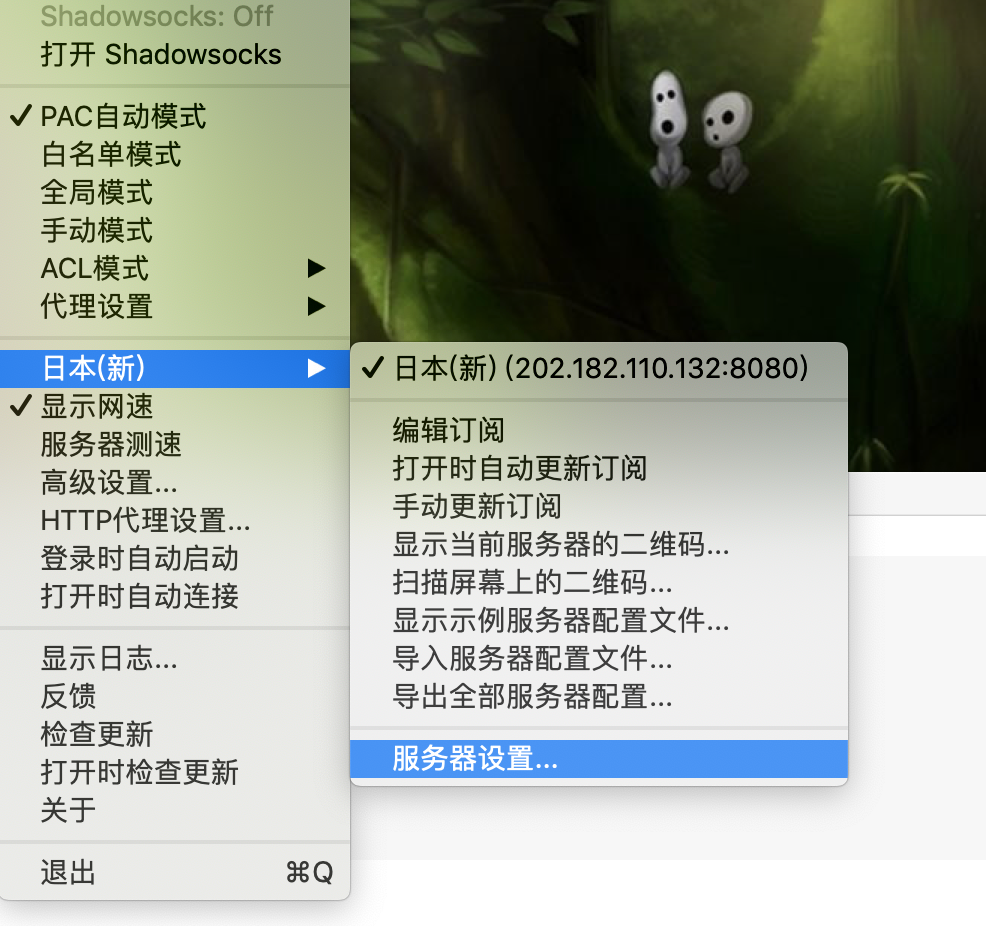 Shadowsocks: Off
打开 Shadowsocks
PAC自动模式
白名单模式
全局模式
手动模式
ACL模式
代理设置
日本(新)
显示网速
服务器测速
高级设置...
HTTP代理设置...
登录时自动启动
打开时自动连接
显示日志...
反馈
检查更新
打开时检查更新
关于
退出 ⌘Q
日本(新) (202.182.110.132:8080)
编辑订阅
打开时自动更新订阅
手动更新订阅
显示当前服务器的二维码...
扫描屏幕上的二维码...
显示示例服务器配置文件...
导入服务器配置文件...
导出全部服务器配置...
服务器设置...